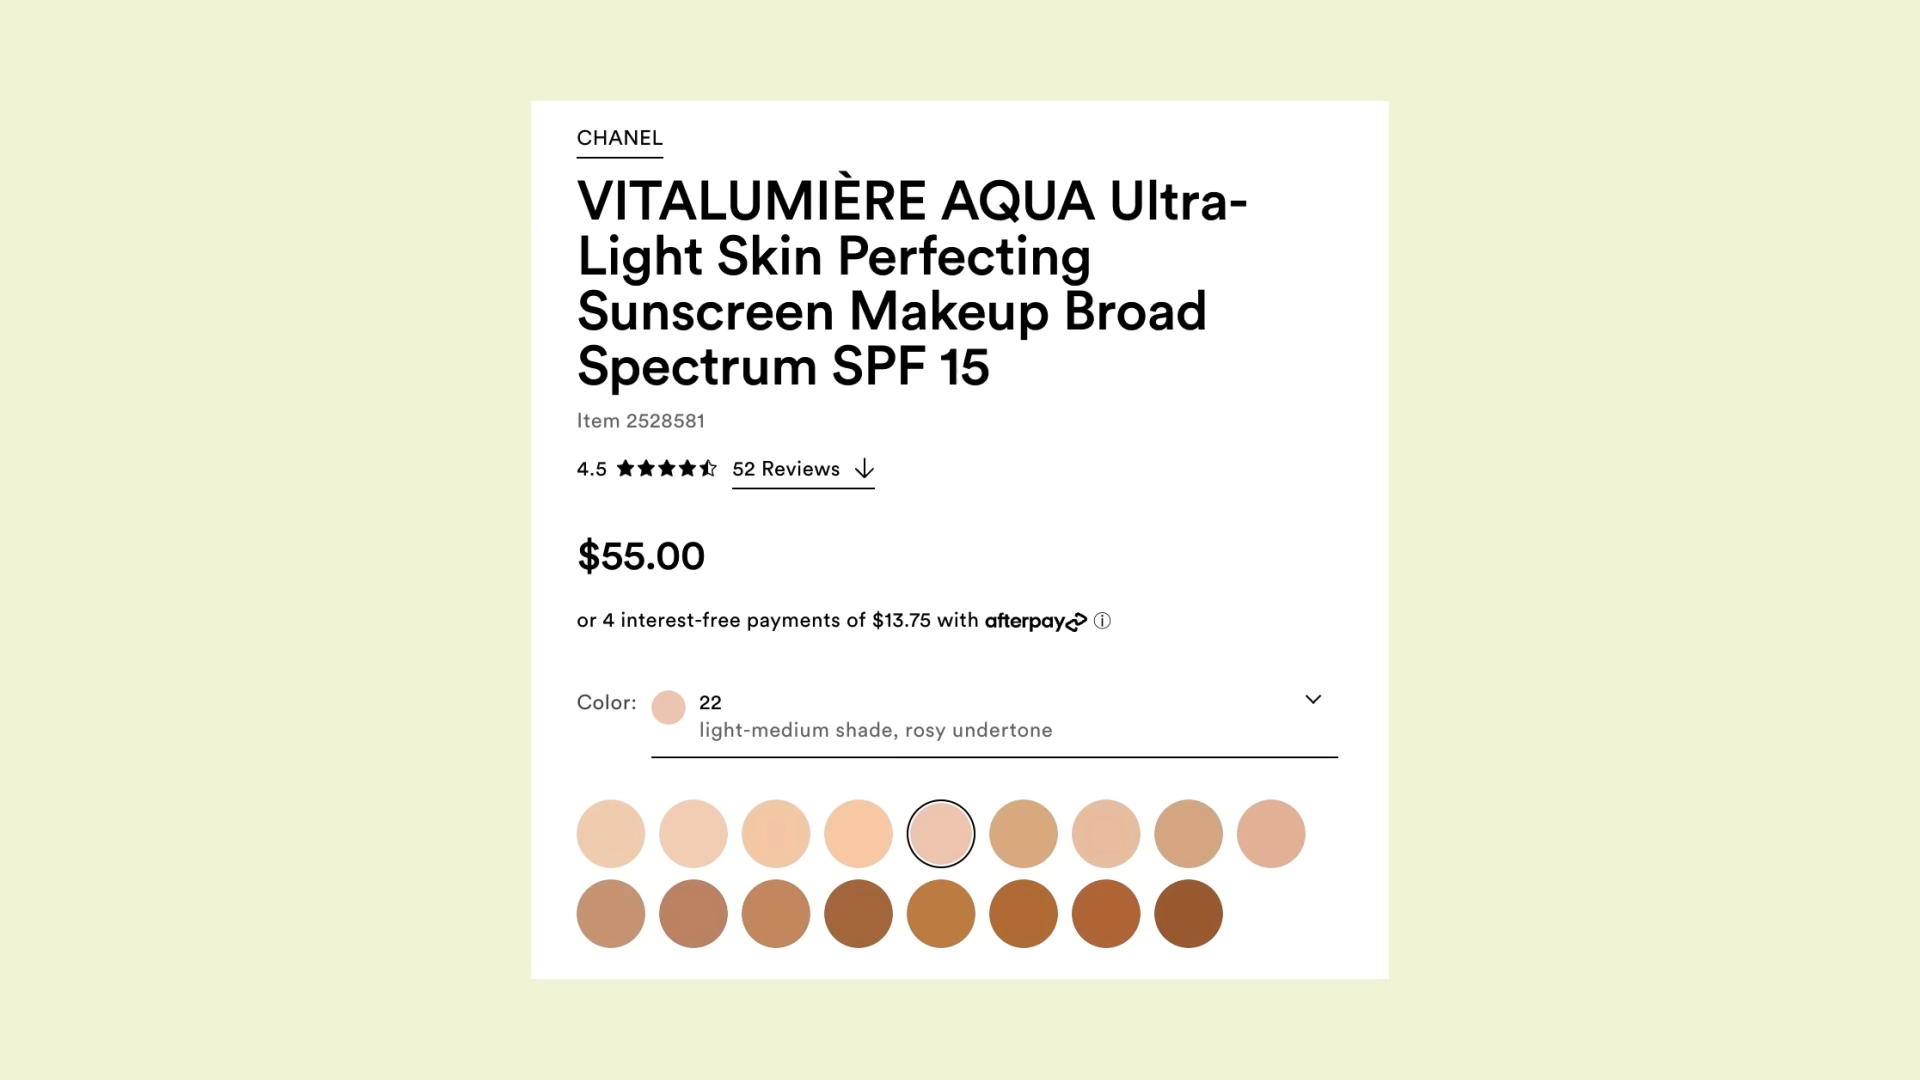 CHANEL
VITALUMIÈRE AQUA Ultra-
Light Skin Perfecting
Sunscreen Makeup Broad
Spectrum SPF 15
Item 2528581
4.5 52 Reviews
$55.00
or 4 interest-free payments of $13.75 with afterpay
Color: 22
light-medium shade, rosy undertone